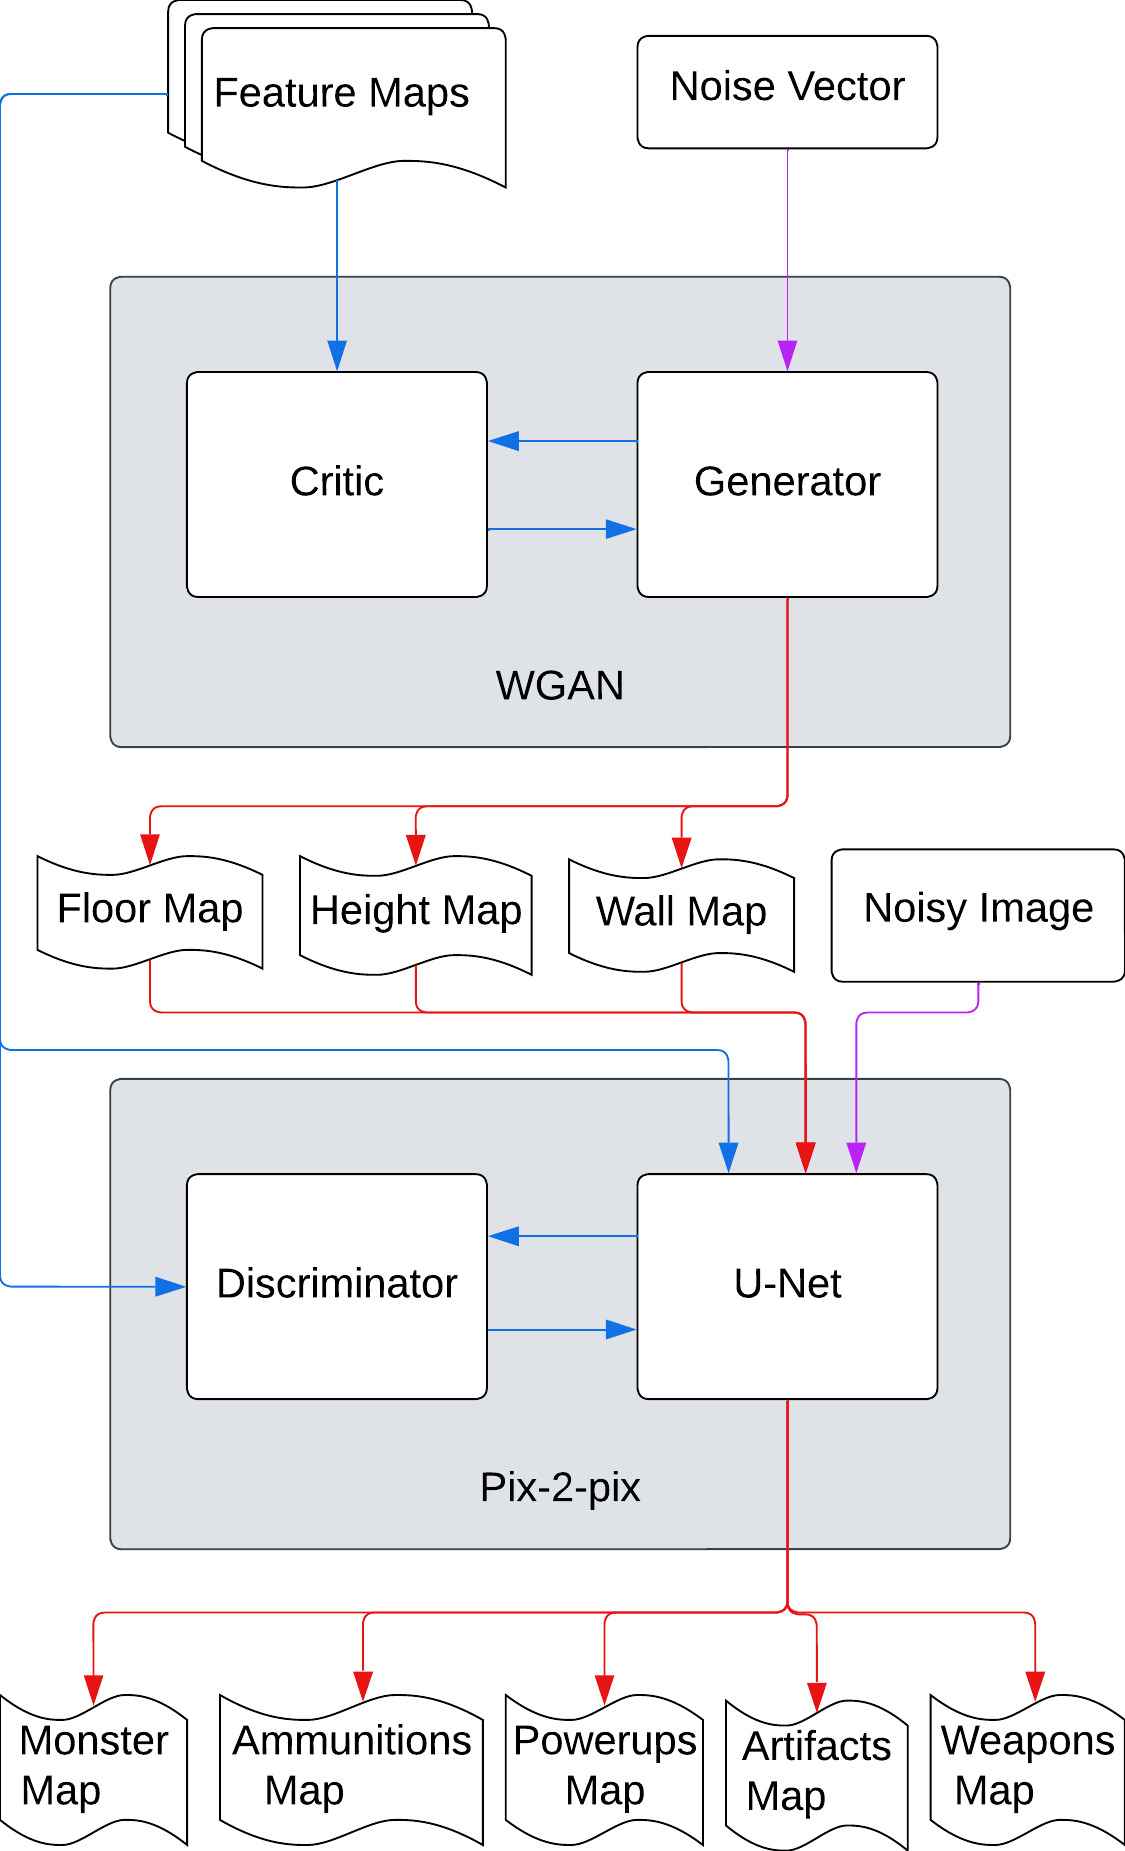 Feature Maps
Noise Vector
Critic
Generator
WGAN
Floor Map
Height Map
Wall Map
Noisy Image
Discriminator
U-Net
Pix-2-pix
Monster
Map
Ammunitions
Map
Powerups
Map
Artifacts
Map
Weapons
Map